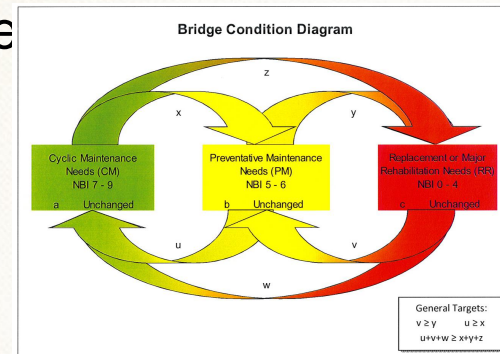 e
Bridge Condition Diagram
z
x
y
Cyclic Maintenance
Needs (CM)
NBI 7 - 9
a Unchanged
Preventative Maintenance
Needs (PM)
NBI 5 - 6
b Unchanged
Replacement or Major
Rehabilitation Needs (RR)
NBI 0 - 4
c Unchanged
u
v
w
General Targets:
v ≥ y u ≥ x
u+v+w ≥ x+y+z